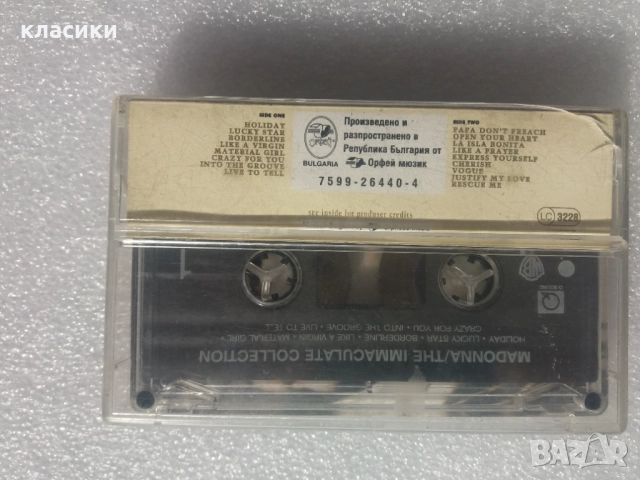 класики
SIDE ONE
HOLIDAY
LUCKY STAR
BORDERLINE
LIKE A VIRGIN
MATERIAL GIRL
CRAZY FOR YOU
INTO THE GROOVE
LIVE TO TELL
BULGARIA
Произведено и
разпространено в
Република България от
Орфей мюзик
7599-26440-4
SIDE TWO
PAPA DON'T PREACH
OPEN YOUR HEART
LA ISLA BONITA
LIKE A PRAYER
EXPRESS YOURSELF
CHERISH
VOGUE
JUSTIFY MY LOVE
RESCUE ME
see inside for producer credits
LC 3228
MADONNA/THE IMMACULATE COLLECTION
HOLIDAY • LUCKY STAR • BORDERLINE • LIKE A VIRGIN • MATERIAL GIRL •
CRAZY FOR YOU • INTO THE GROOVE • LIVE TO TELL
1
BAZAR